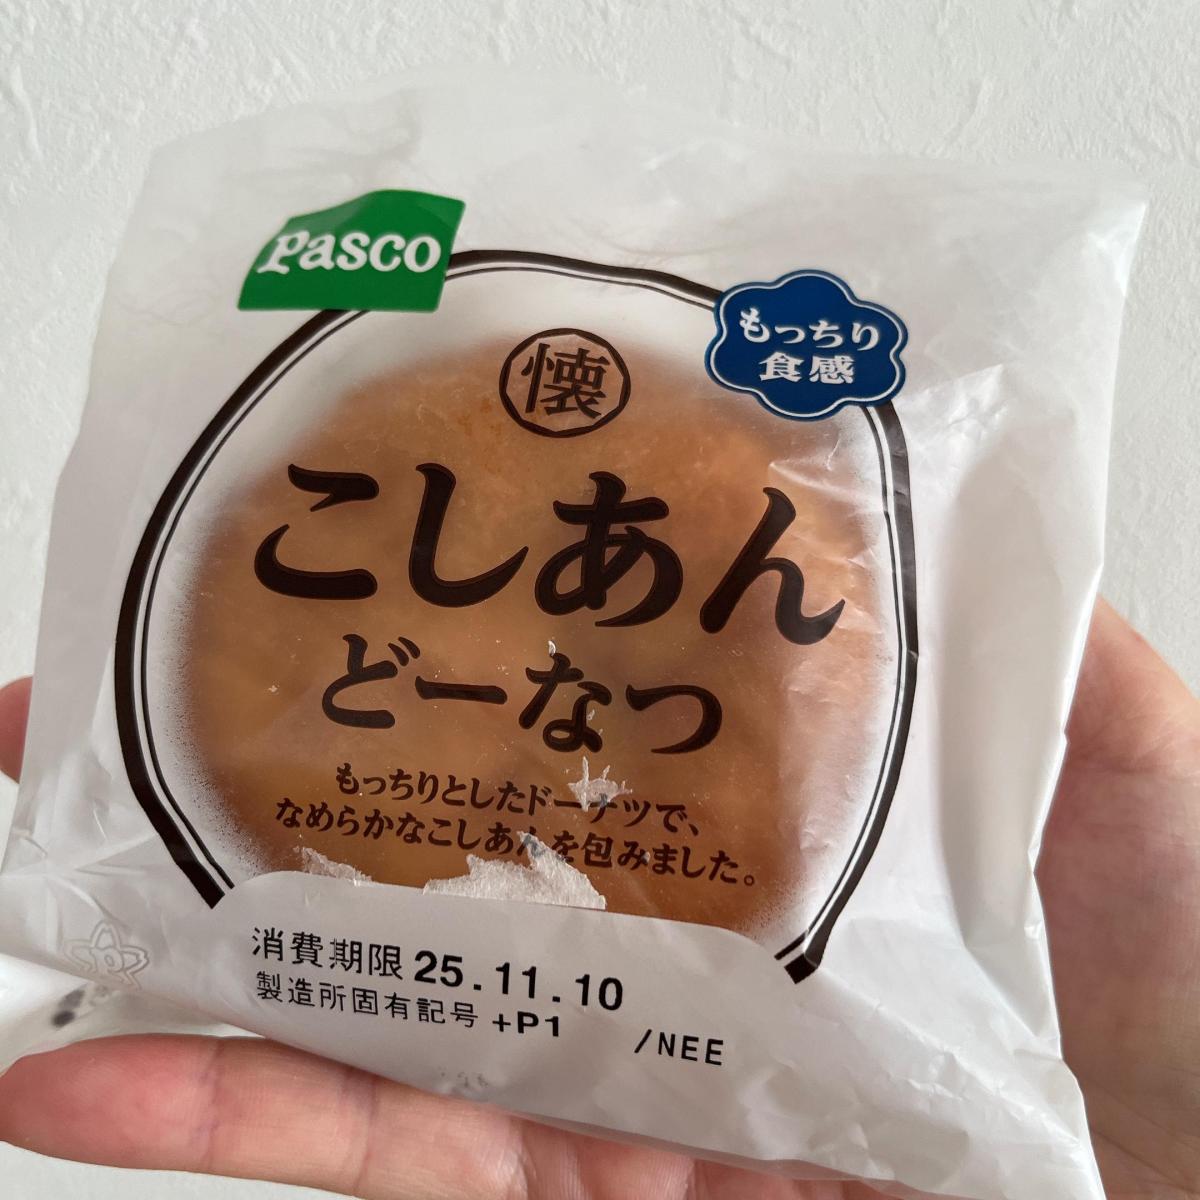 Pasco
もっちり
食感
懐
こしあん
どーなつ
もっちりとしたドーナツで、
なめらかなこしあんを包みました。
消費期限 25.11.10
製造所固有記号 +P1 /NEE